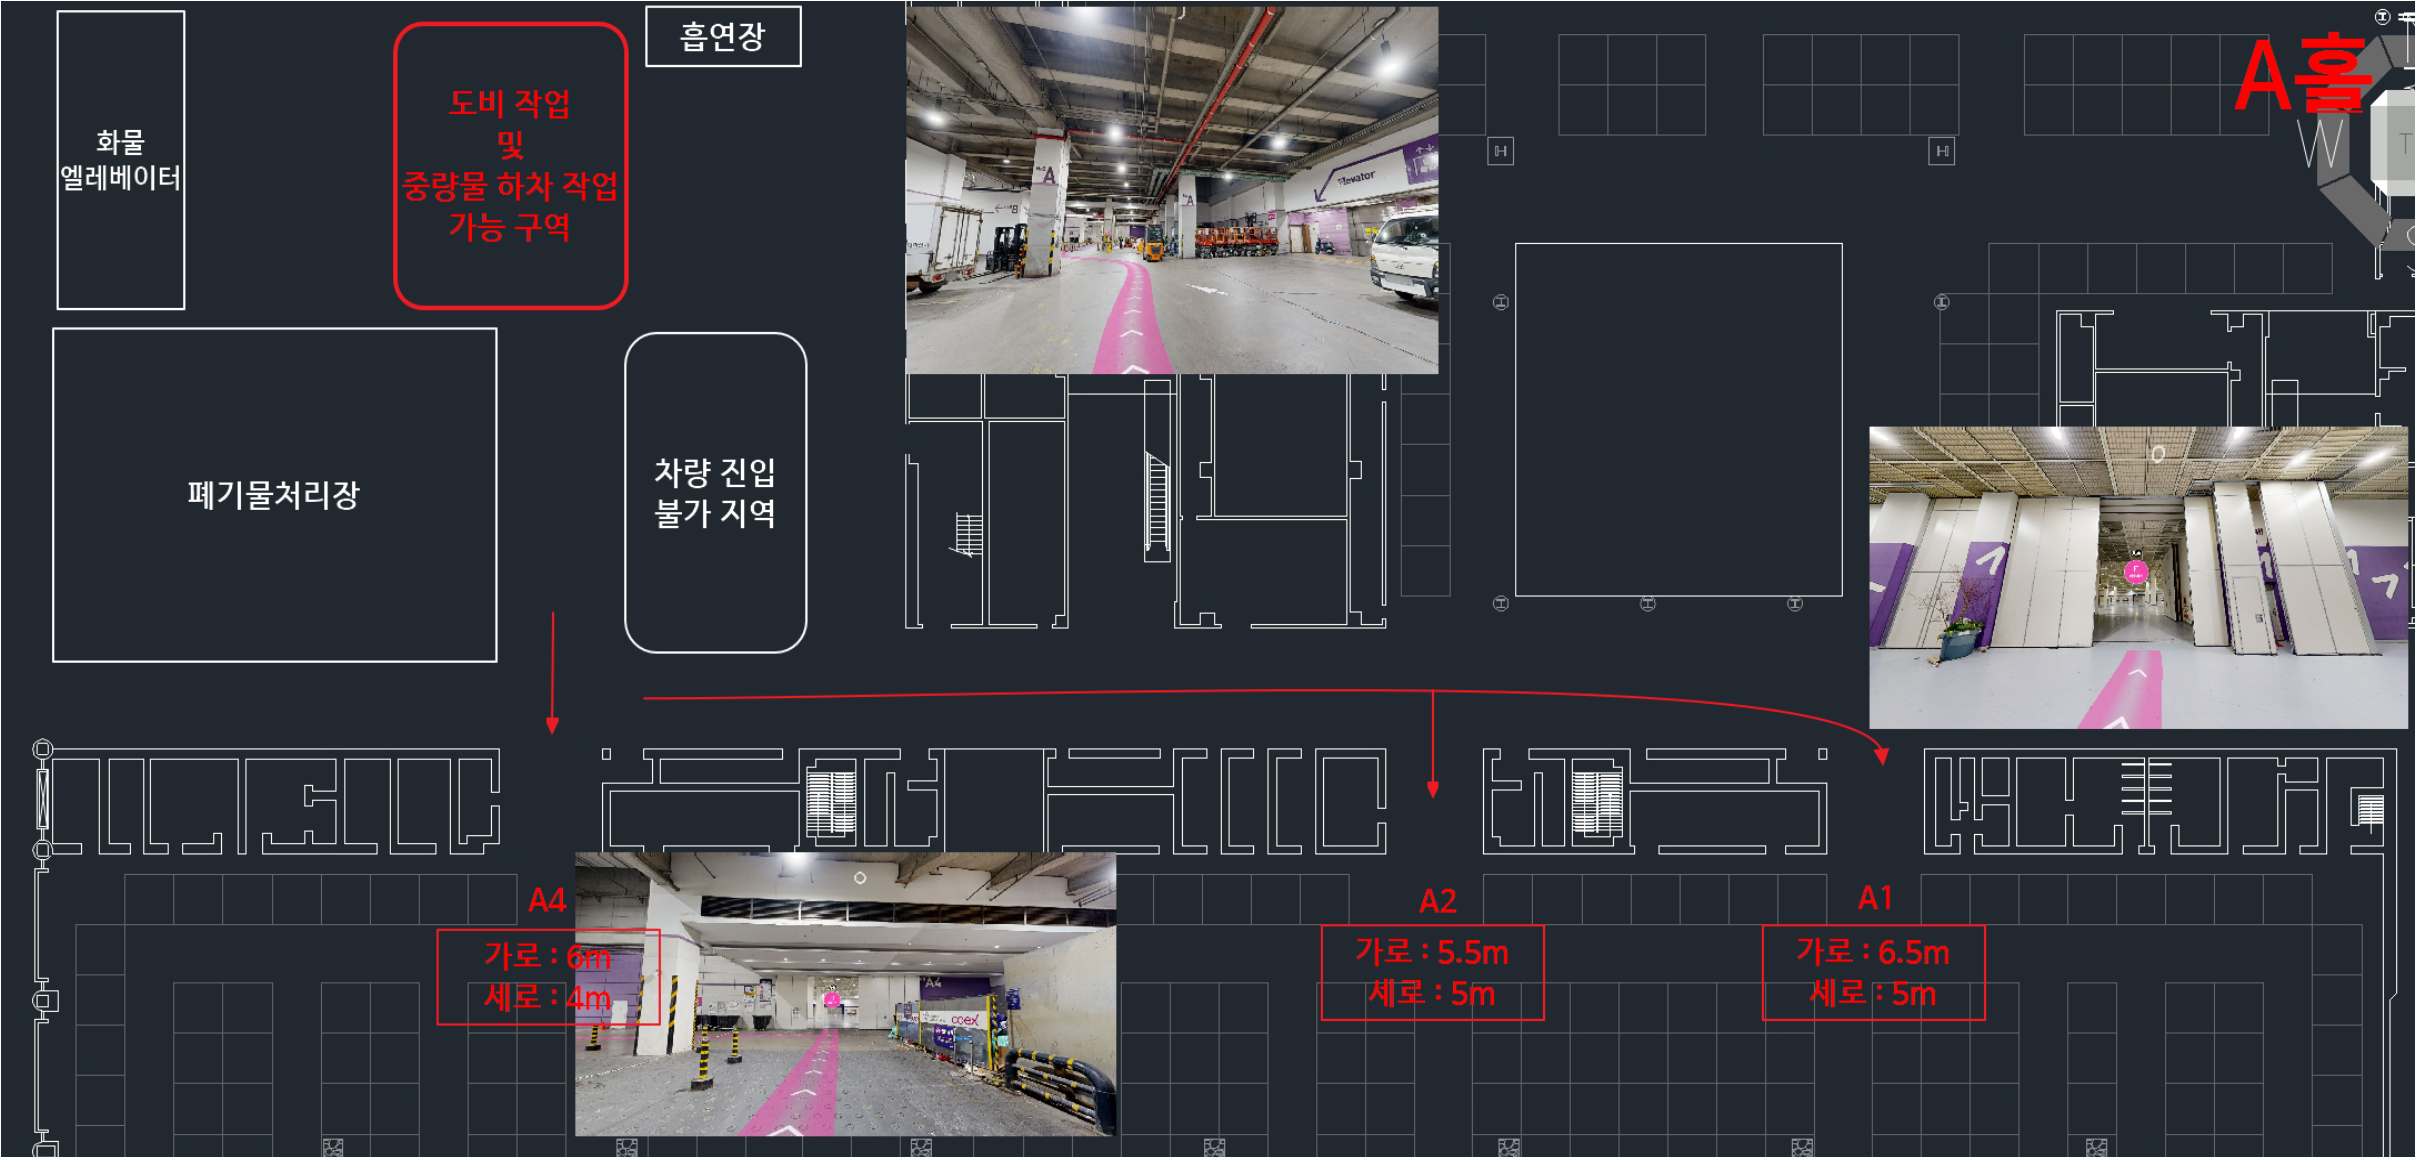 화물
엘레베이터
도비 작업
및
중량물 하차 작업
가능 구역
흡연장
A
A
Elevator
A홀
W
T
폐기물처리장
차량 진입
불가 지역
A4
가로 : 6m
세로 : 4m
A4
coex
A2
가로 : 5.5m
세로 : 5m
A1
가로 : 6.5m
세로 : 5m